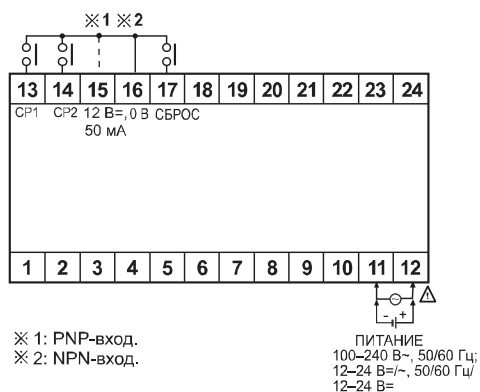 ※1 ※2
13 14 15 16 17 18 19 20 21 22 23 24
CP1 CP2 12 В=, 0 В СБРОС
50 мА
1 2 3 4 5 6 7 8 9 10 11 12
- +
※ 1: PNP-вход.
※ 2: NPN-вход.
ПИТАНИЕ
100–240 В~, 50/60 Гц;
12–24 В=/~, 50/60 Гц/
12–24 В=